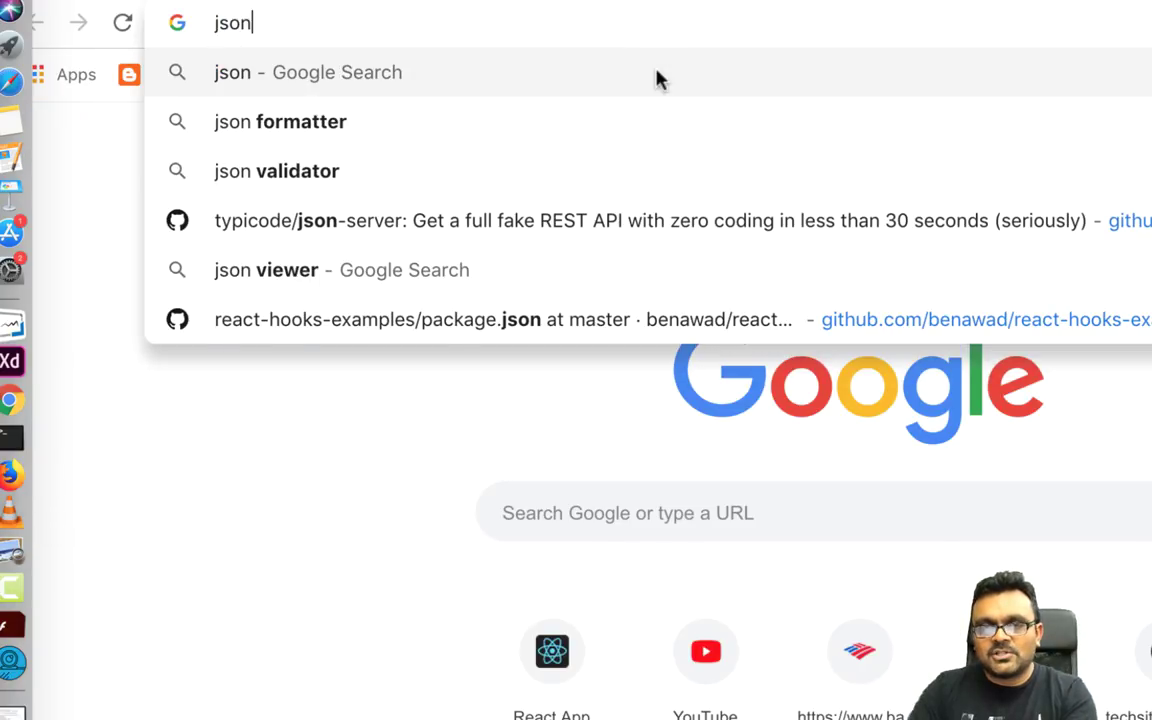 json
Apps
json - Google Search
json formatter
json validator
typicode/json-server: Get a full fake REST API with zero coding in less than 30 seconds (seriously) - githu
json viewer - Google Search
react-hooks-examples/package.json at master · benawad/react... - github.com/benawad/react-hooks-ex
Google
Search Google or type a URL
React App
YouTube
https://www.ba
techsit
1
2
Xd